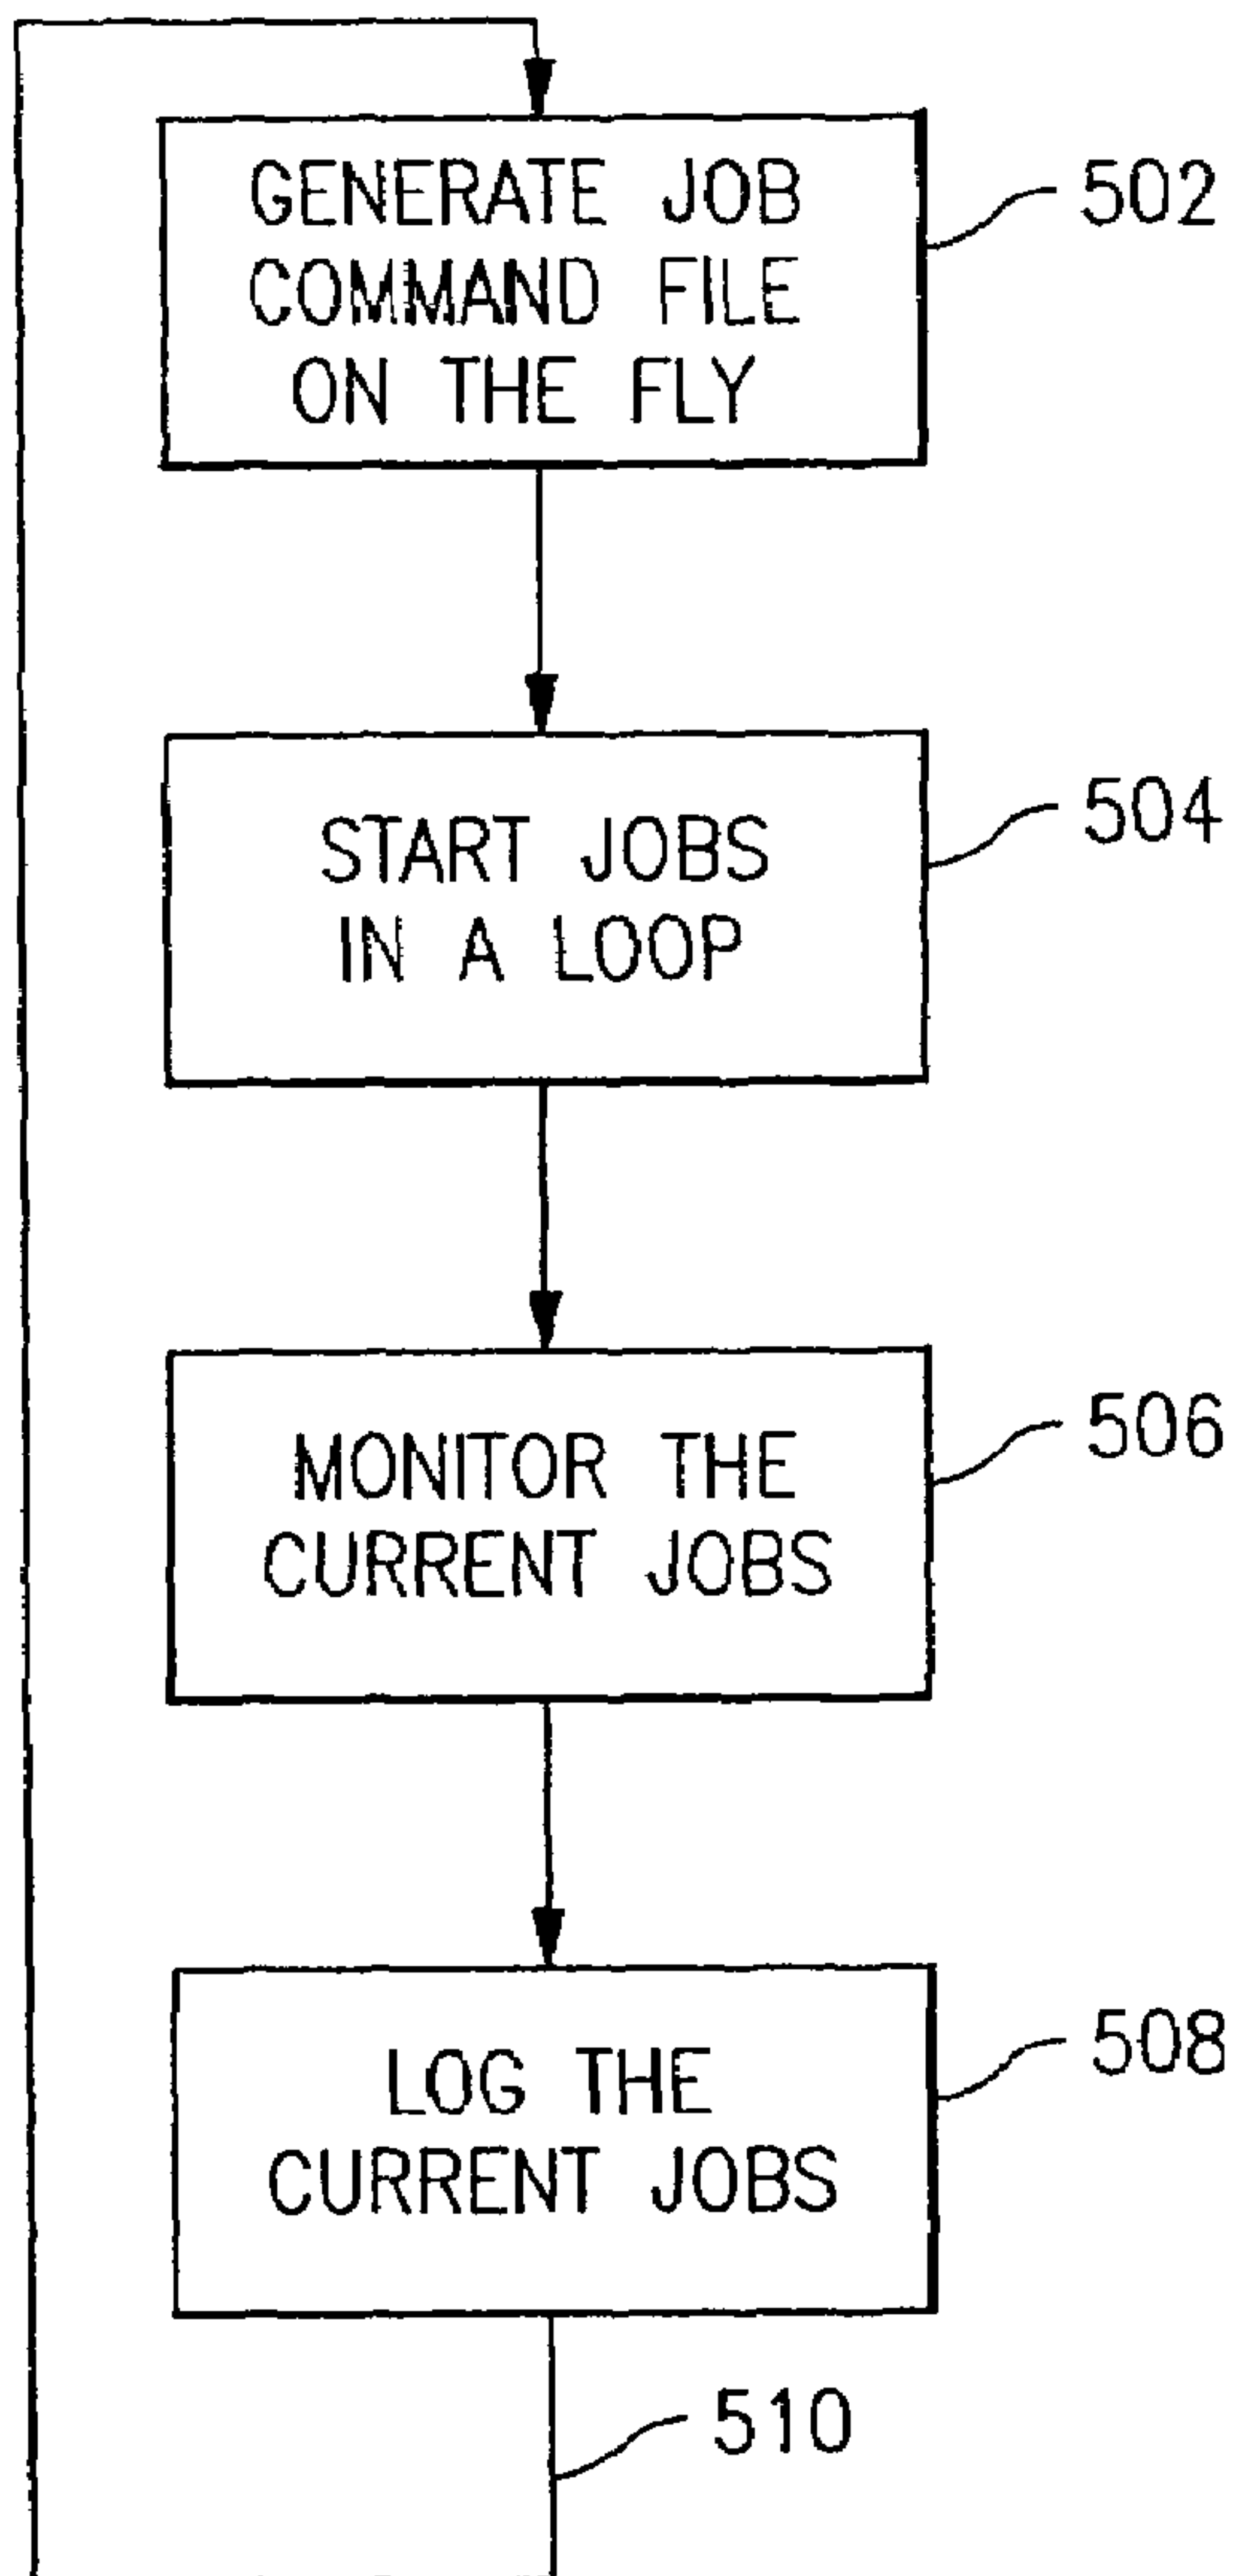 GENERATE JOB
COMMAND FILE
ON THE FLY
502
START JOBS
IN A LOOP
504
MONITOR THE
CURRENT JOBS
506
LOG THE
CURRENT JOBS
508
510